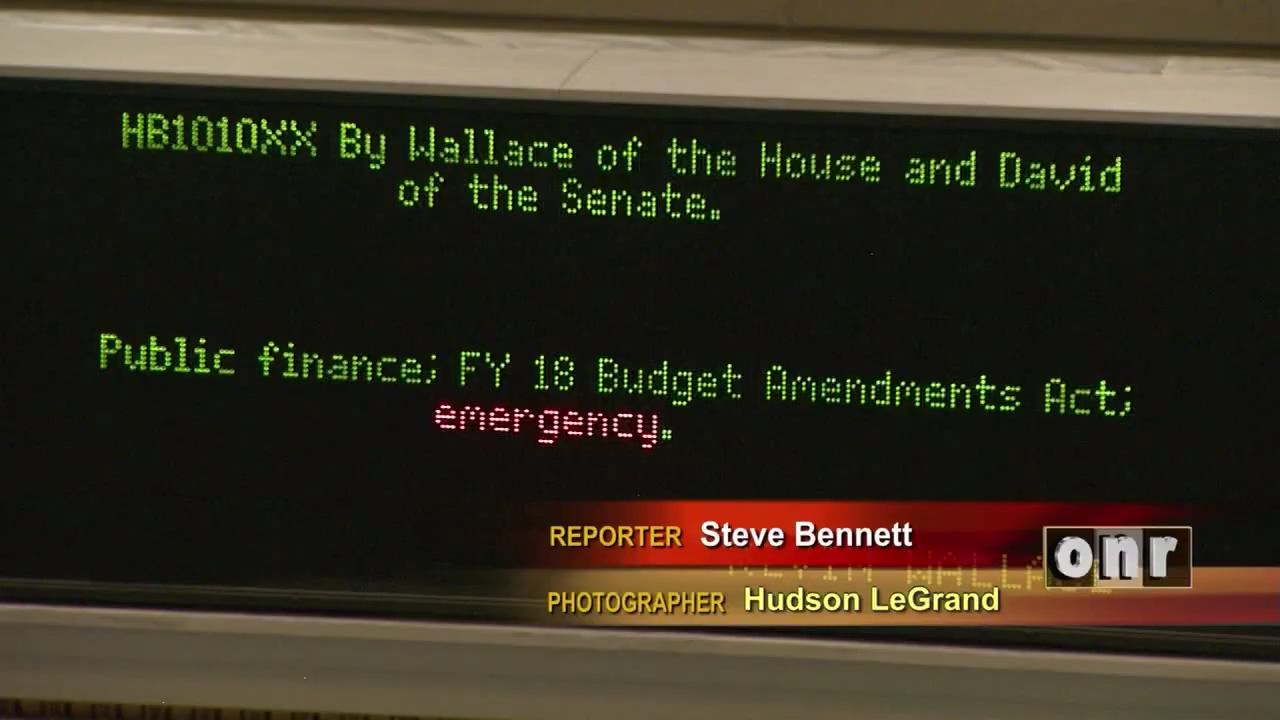 HB1010XX By Wallace of the House and David
of the Senate.
Public finance; FY 18 Budget Amendments Act;
emergency.
REPORTER Steve Bennett
onr
WALLACE
PHOTOGRAPHER Hudson LeGrand